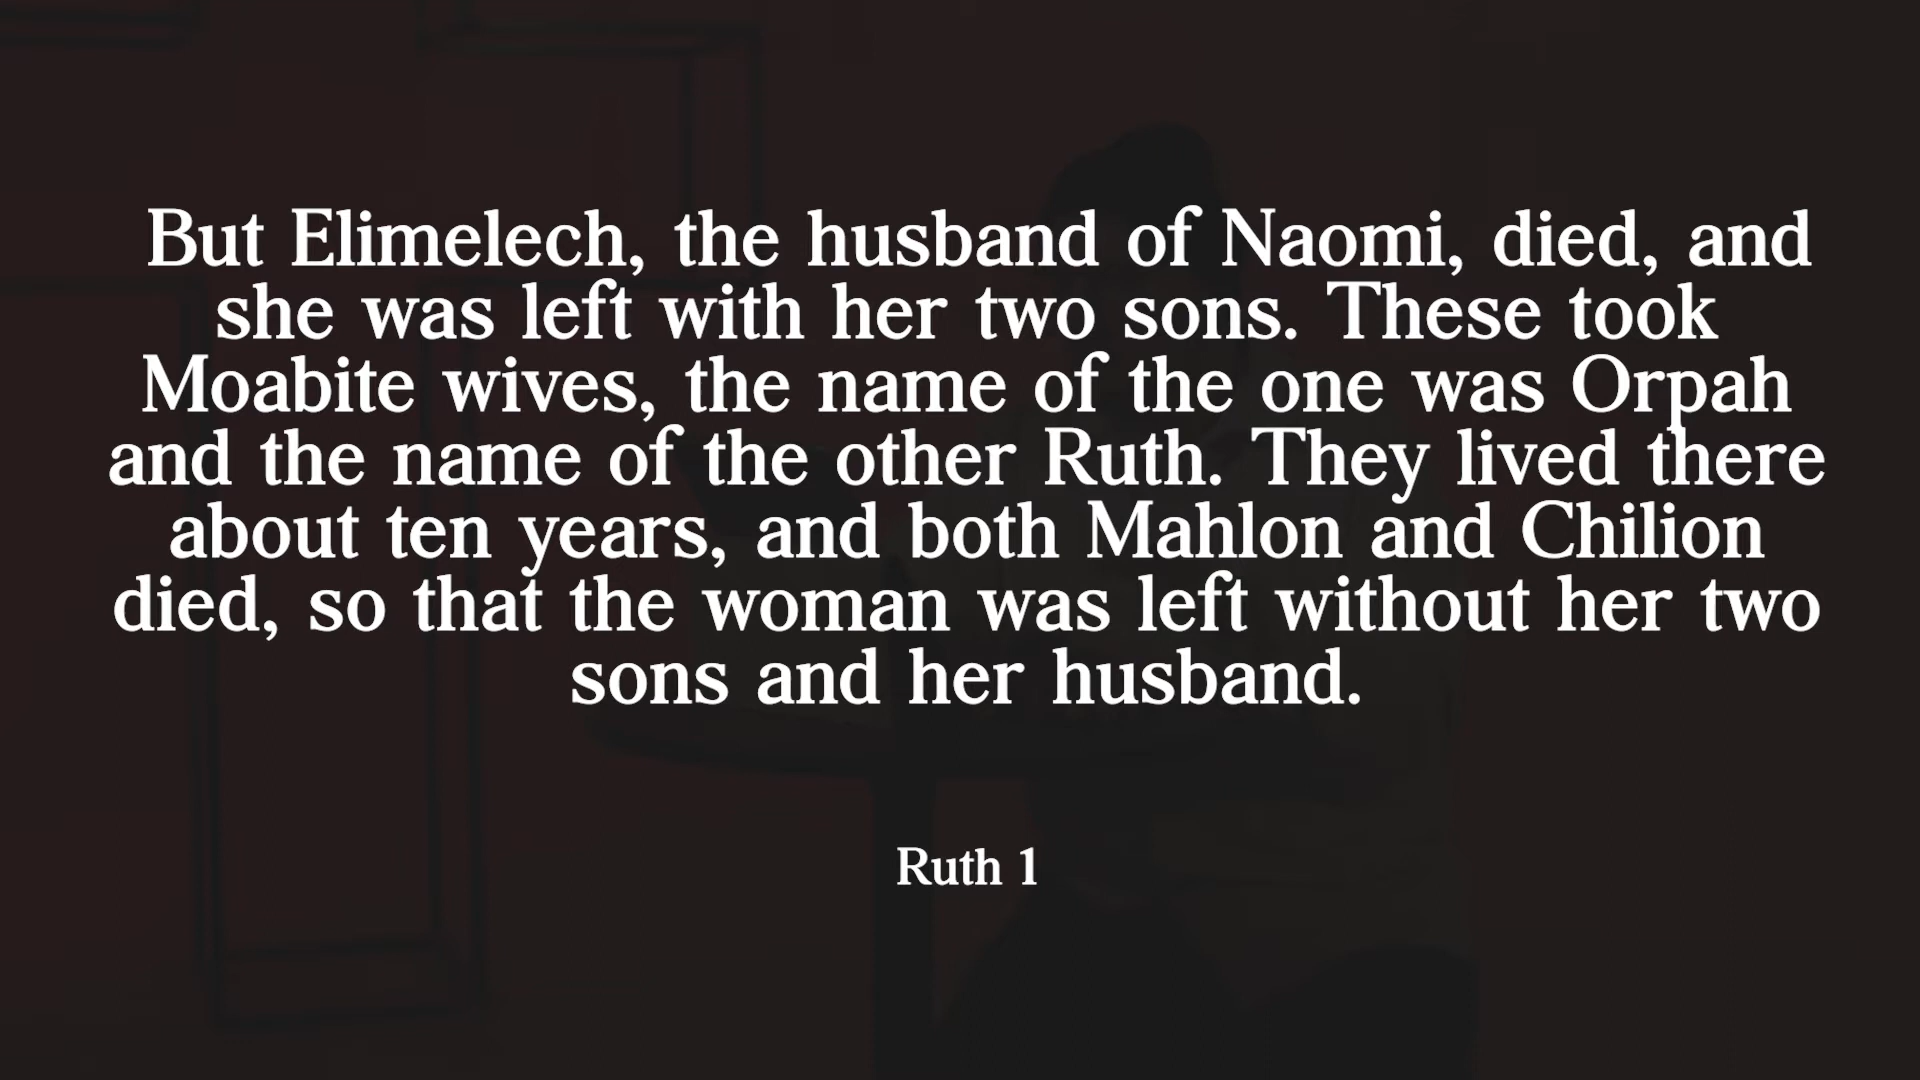 But Elimelech, the husband of Naomi, died, and
she was left with her two sons. These took
Moabite wives, the name of the one was Orpah
and the name of the other Ruth. They lived there
about ten years, and both Mahlon and Chilion
died, so that the woman was left without her two
sons and her husband.
Ruth 1